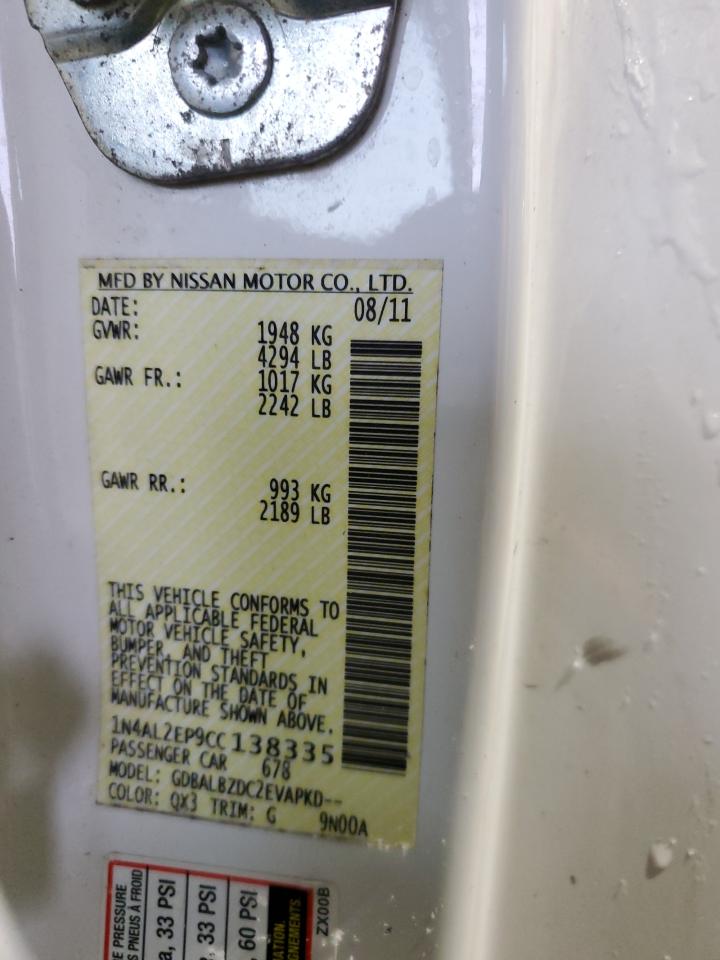 MFD BY NISSAN MOTOR CO., LTD.
DATE: 08/11
GVWR: 1948 KG
4294 LB
GAWR FR.: 1017 KG
2242 LB
GAWR RR.: 993 KG
2189 LB
THIS VEHICLE CONFORMS TO
ALL APPLICABLE FEDERAL
MOTOR VEHICLE SAFETY,
BUMPER, AND THEFT
PREVENTION STANDARDS IN
EFFECT ON THE DATE OF
MANUFACTURE SHOWN ABOVE.
1N4AL2EP9CC138335
PASSENGER CAR 678
MODEL: GDBALBZDC2EVAPKD--
COLOR: QX3 TRIM: G 9N00A
PRESSURE
PNEUS À FROID
33 PSI
33 PSI
60 PSI
ZX00B